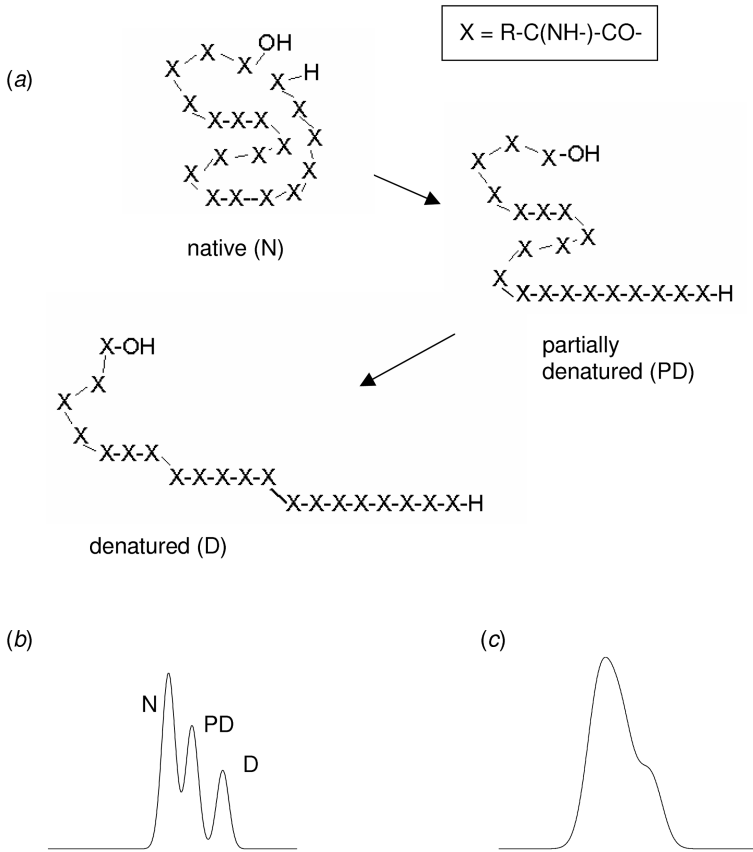 (a)
X = R-C(NH-)-CO-
OH
X X X X-H
X X
X-X-X X
X X X
X X
X-X--X-X
native (N)
X X X-OH
X
X-X-X
X X X
X
X-X-X-X-X-X-X-X-X-H
partially
denatured (PD)
X-OH
X
X
X
X-X-X
X-X-X-X-X
X-X-X-X-X-X-X-X-H
denatured (D)
(b)
N
PD
D
(c)